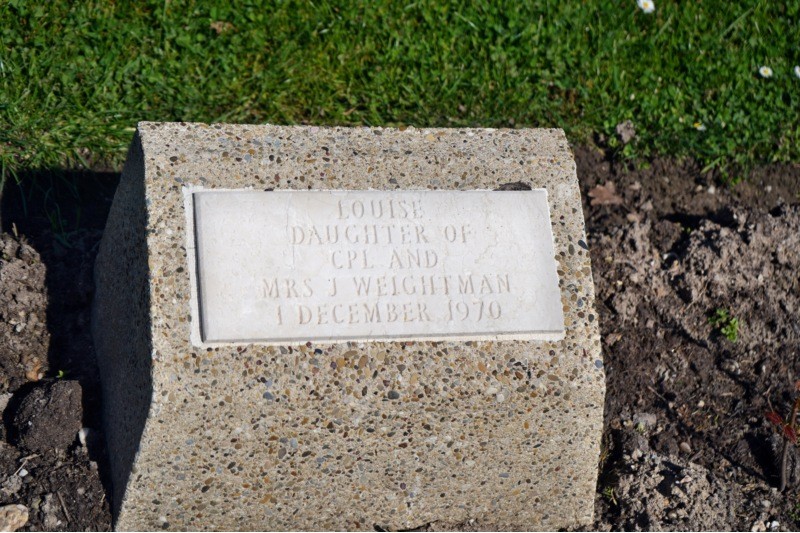 LOUISE
DAUGHTER OF
CPL AND
MRS J WEIGHTMAN
1 DECEMBER 1970